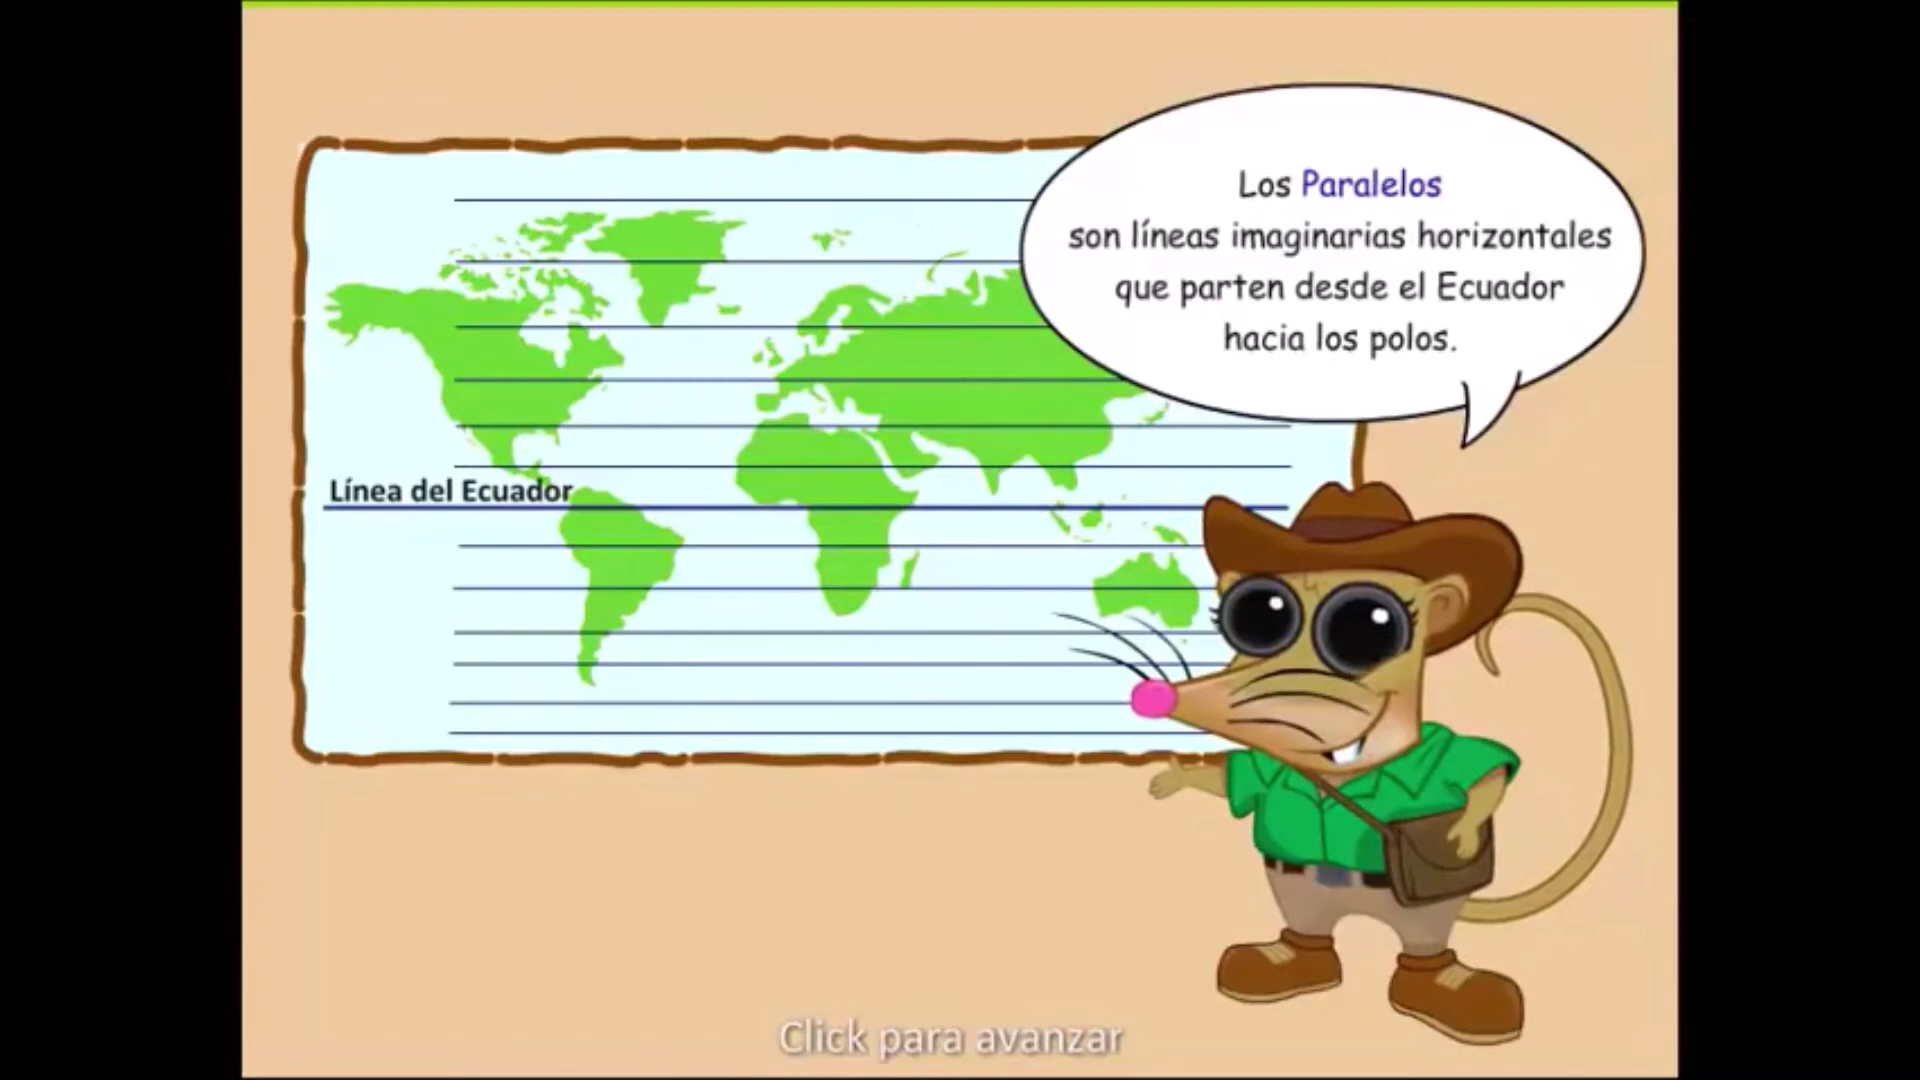 Los Paralelos
son líneas imaginarias horizontales
que parten desde el Ecuador
hacia los polos.
Línea del Ecuador
Click para avanzar